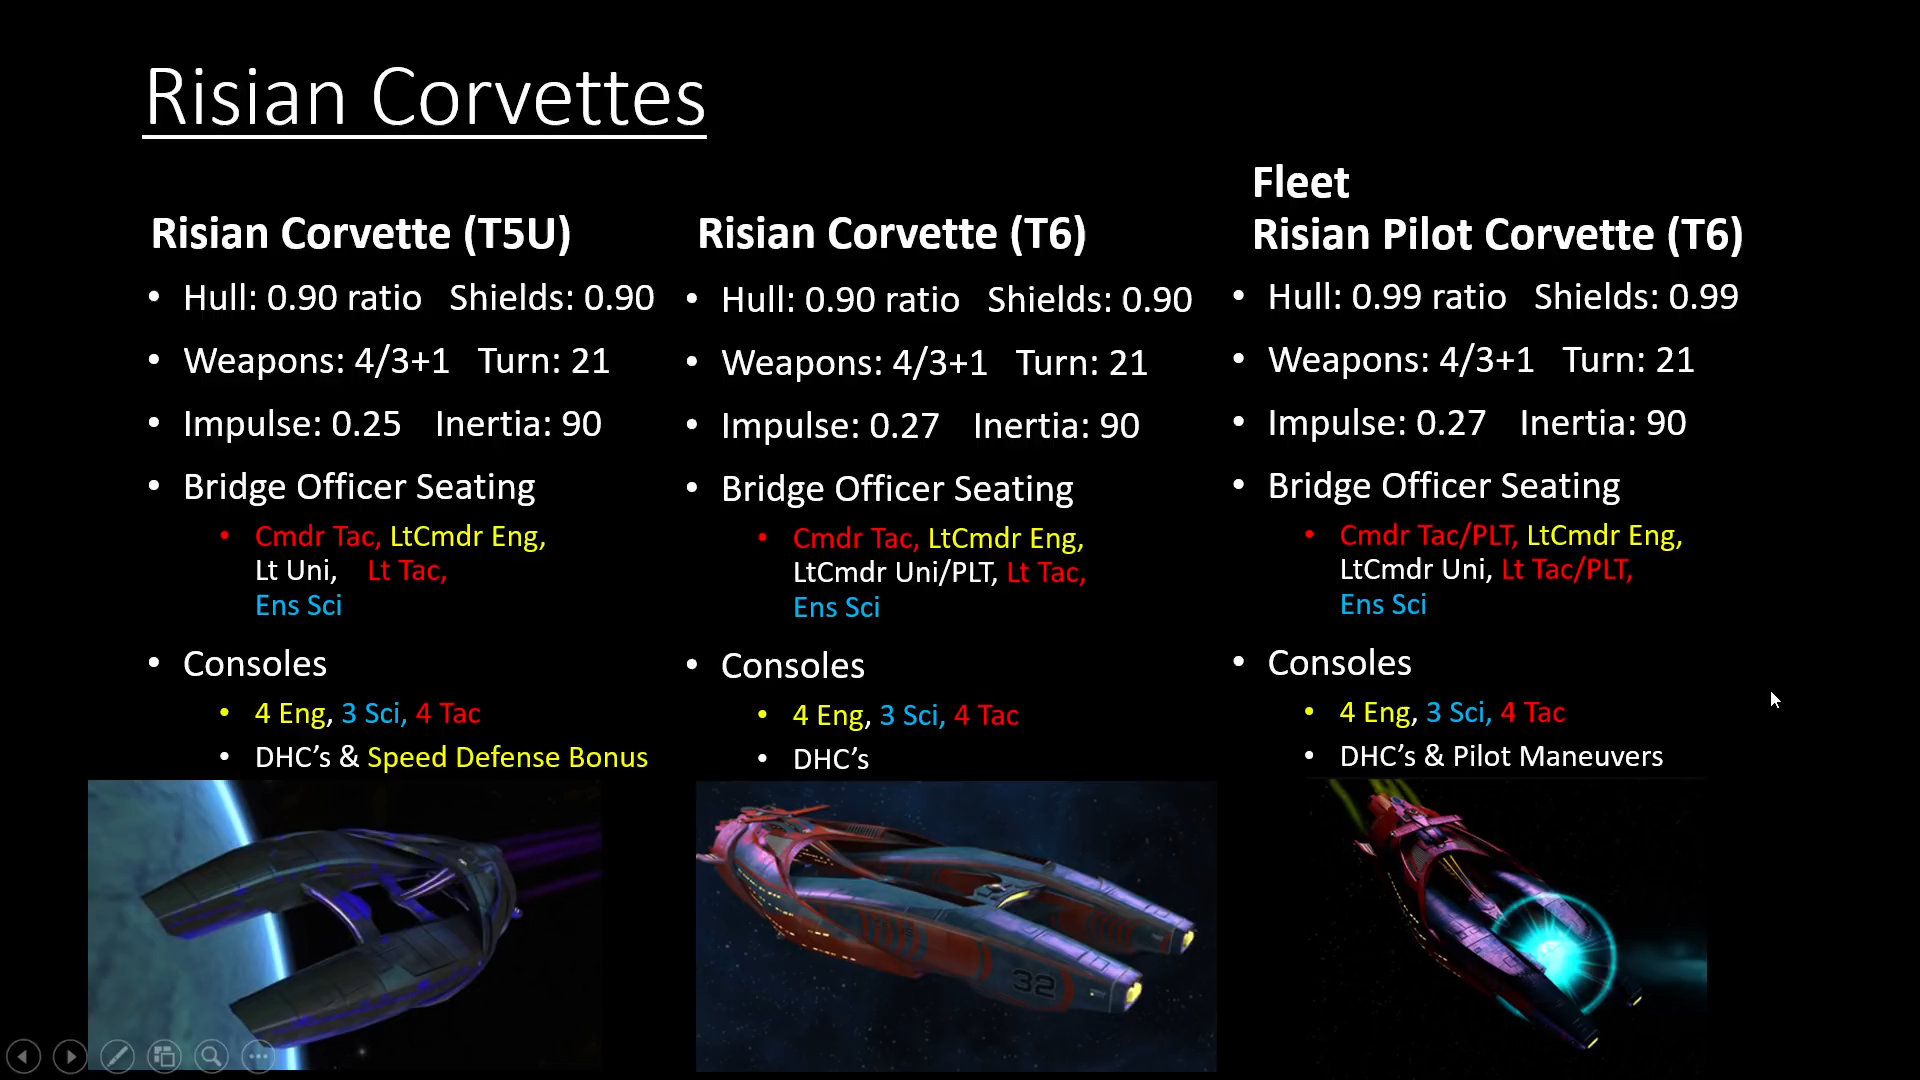 Risian Corvettes
Risian Corvette (T5U)
• Hull: 0.90 ratio Shields: 0.90
• Weapons: 4/3+1 Turn: 21
• Impulse: 0.25 Inertia: 90
• Bridge Officer Seating
• Cmdr Tac, LtCmdr Eng,
Lt Uni, Lt Tac,
Ens Sci
• Consoles
• 4 Eng, 3 Sci, 4 Tac
• DHC’s & Speed Defense Bonus
Risian Corvette (T6)
• Hull: 0.90 ratio Shields: 0.90
• Weapons: 4/3+1 Turn: 21
• Impulse: 0.27 Inertia: 90
• Bridge Officer Seating
• Cmdr Tac, LtCmdr Eng,
LtCmdr Uni/PLT, Lt Tac,
Ens Sci
• Consoles
• 4 Eng, 3 Sci, 4 Tac
• DHC’s
32
Fleet
Risian Pilot Corvette (T6)
• Hull: 0.99 ratio Shields: 0.99
• Weapons: 4/3+1 Turn: 21
• Impulse: 0.27 Inertia: 90
• Bridge Officer Seating
• Cmdr Tac/PLT, LtCmdr Eng,
LtCmdr Uni, Lt Tac/PLT,
Ens Sci
• Consoles
• 4 Eng, 3 Sci, 4 Tac
• DHC’s & Pilot Maneuvers